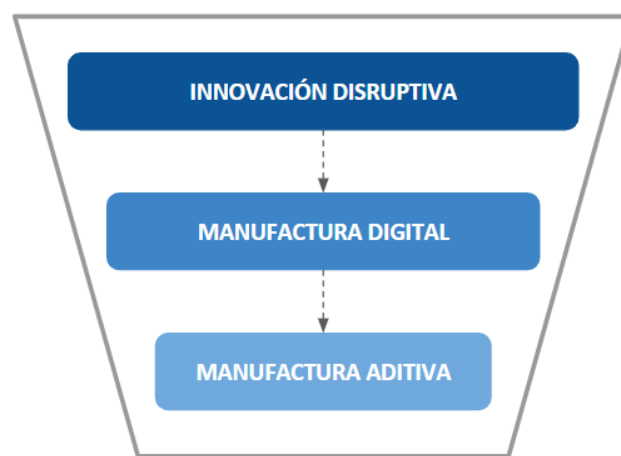 INNOVACIÓN DISRUPTIVA
MANUFACTURA DIGITAL
MANUFACTURA ADITIVA